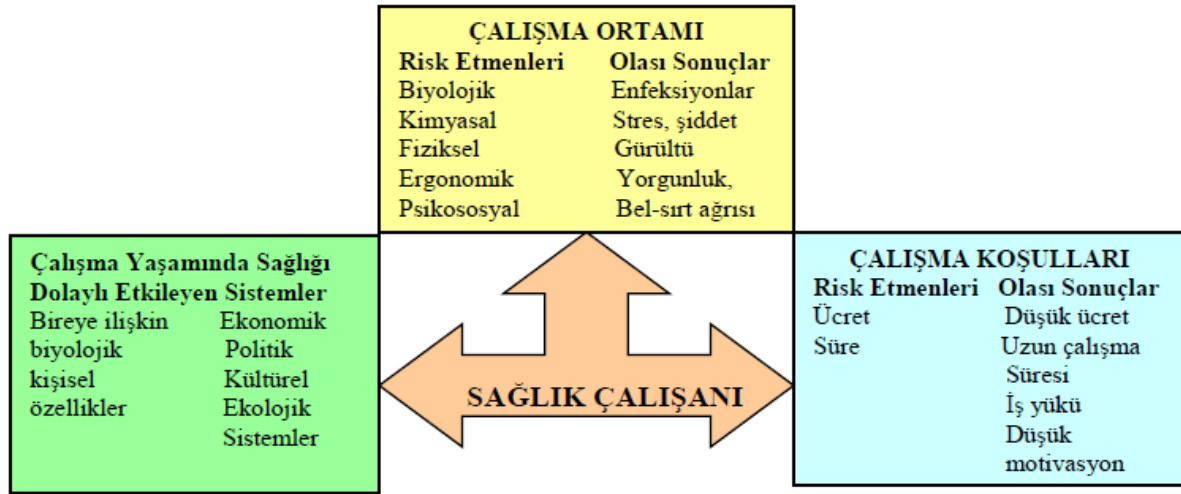 ÇALIŞMA ORTAMI
Risk Etmenleri Olası Sonuçlar
Biyolojik Enfeksiyonlar
Kimyasal Stres, şiddet
Fiziksel Gürültü
Ergonomik Yorgunluk,
Psikososyal Bel-sırt ağrısı
Çalışma Yaşamında Sağlığı
Dolaylı Etkileyen Sistemler
Bireye ilişkin Ekonomik
biyolojik Politik
kişisel Kültürel
özellikler Ekolojik
Sistemler
SAĞLIK ÇALIŞANI
ÇALIŞMA KOŞULLARI
Risk Etmenleri Olası Sonuçlar
Ücret Düşük ücret
Süre Uzun çalışma
Süresi
İş yükü
Düşük
motivasyon